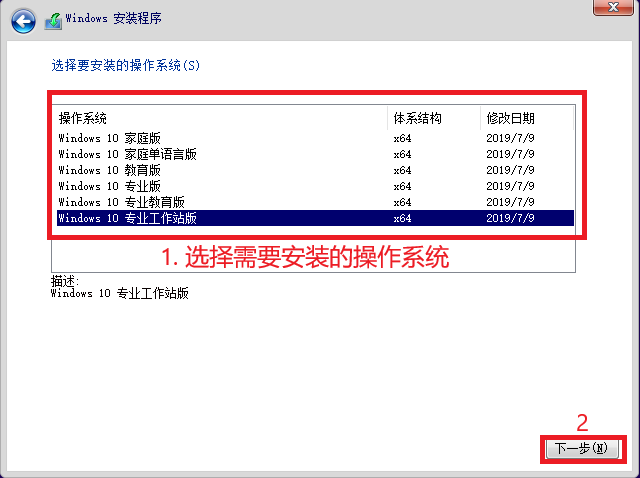 Windows 安装程序
选择要安装的操作系统(S)
操作系统 体系结构 修改日期
Windows 10 家庭版 x64 2019/7/9
Windows 10 家庭单语言版 x64 2019/7/9
Windows 10 教育版 x64 2019/7/9
Windows 10 专业版 x64 2019/7/9
Windows 10 专业教育版 x64 2019/7/9
Windows 10 专业工作站版 x64 2019/7/9
1. 选择需要安装的操作系统
描述:
Windows 10 专业工作站版
2
下一步(N)